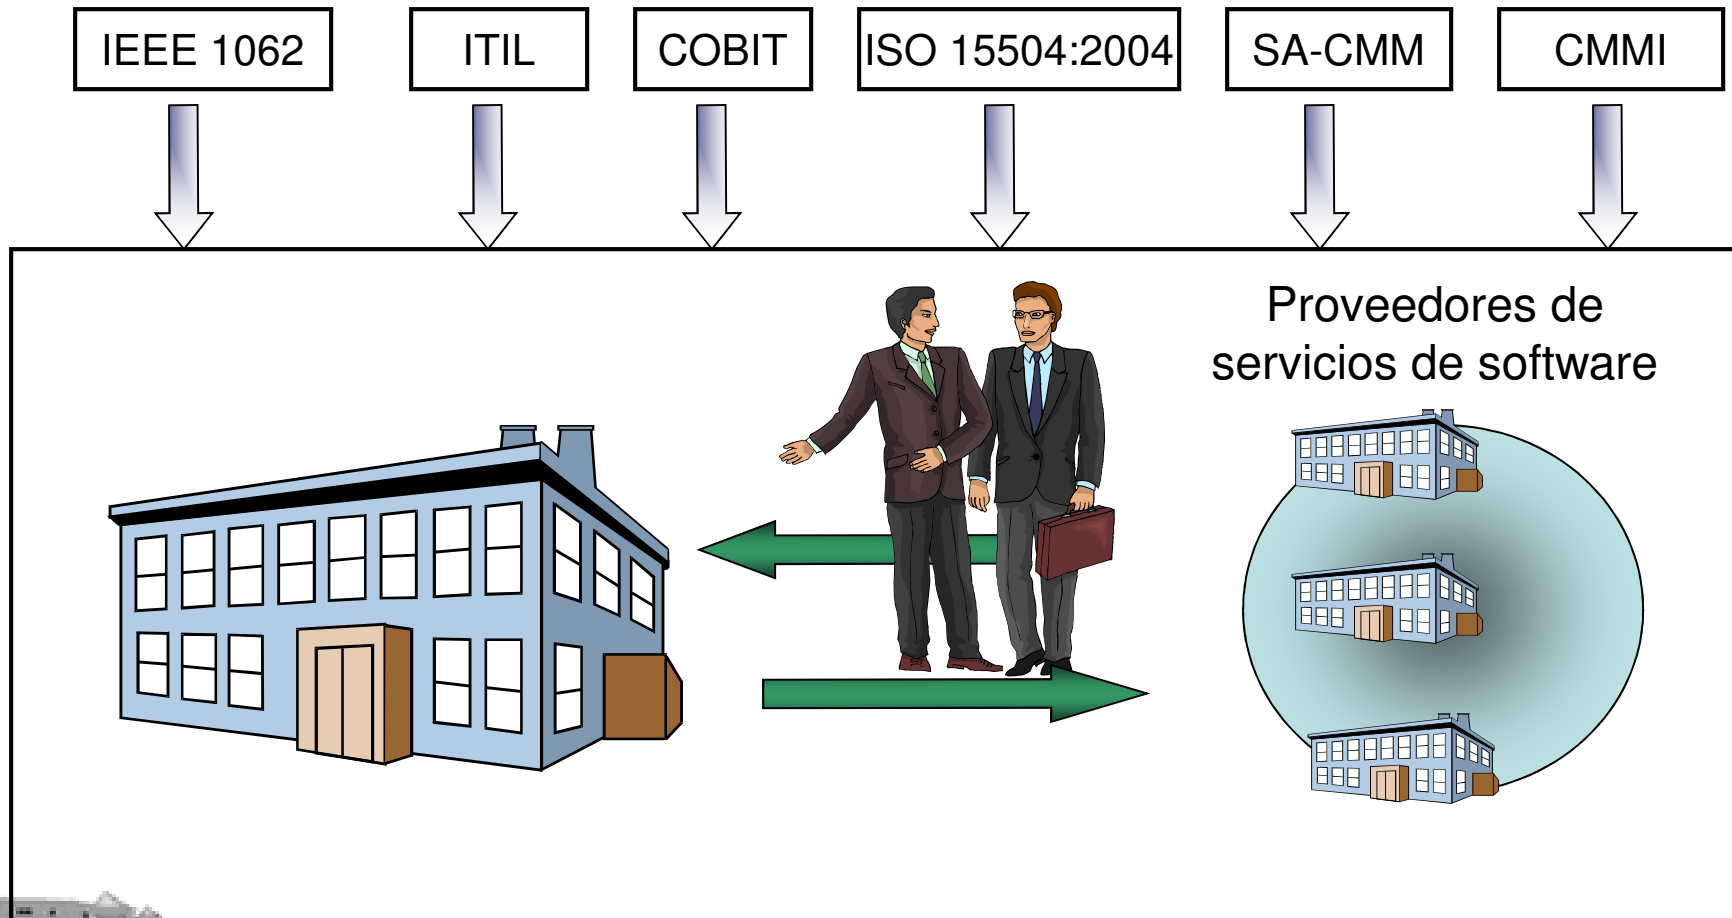 IEEE 1062
ITIL
COBIT
ISO 15504:2004
SA-CMM
CMMI
Proveedores de
servicios de software